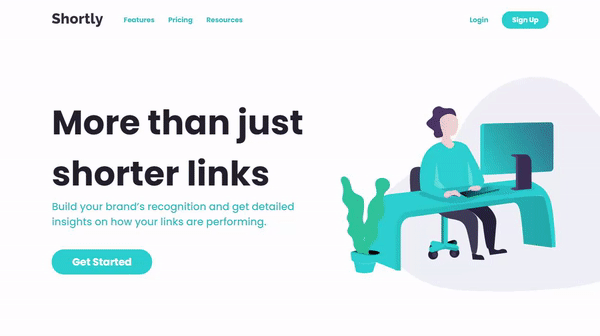 Shortly Features Pricing Resources Login Sign Up
More than just
shorter links
Build your brand's recognition and get detailed
insights on how your links are performing.
Get Started